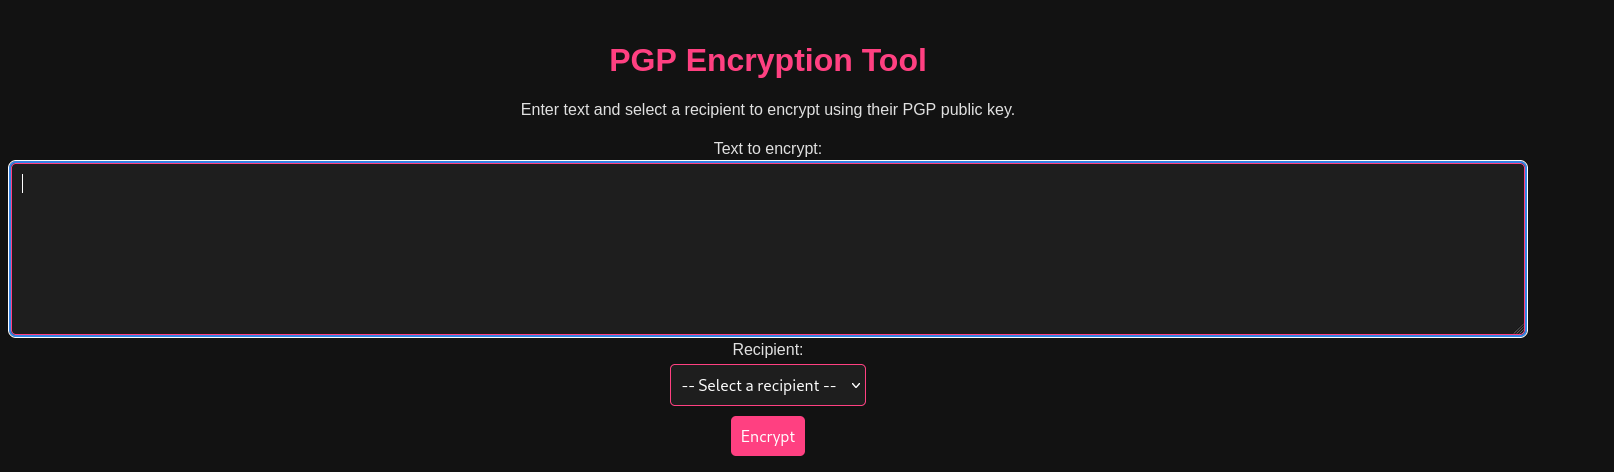 PGP Encryption Tool
Enter text and select a recipient to encrypt using their PGP public key.
Text to encrypt:
Recipient:
-- Select a recipient --
Encrypt